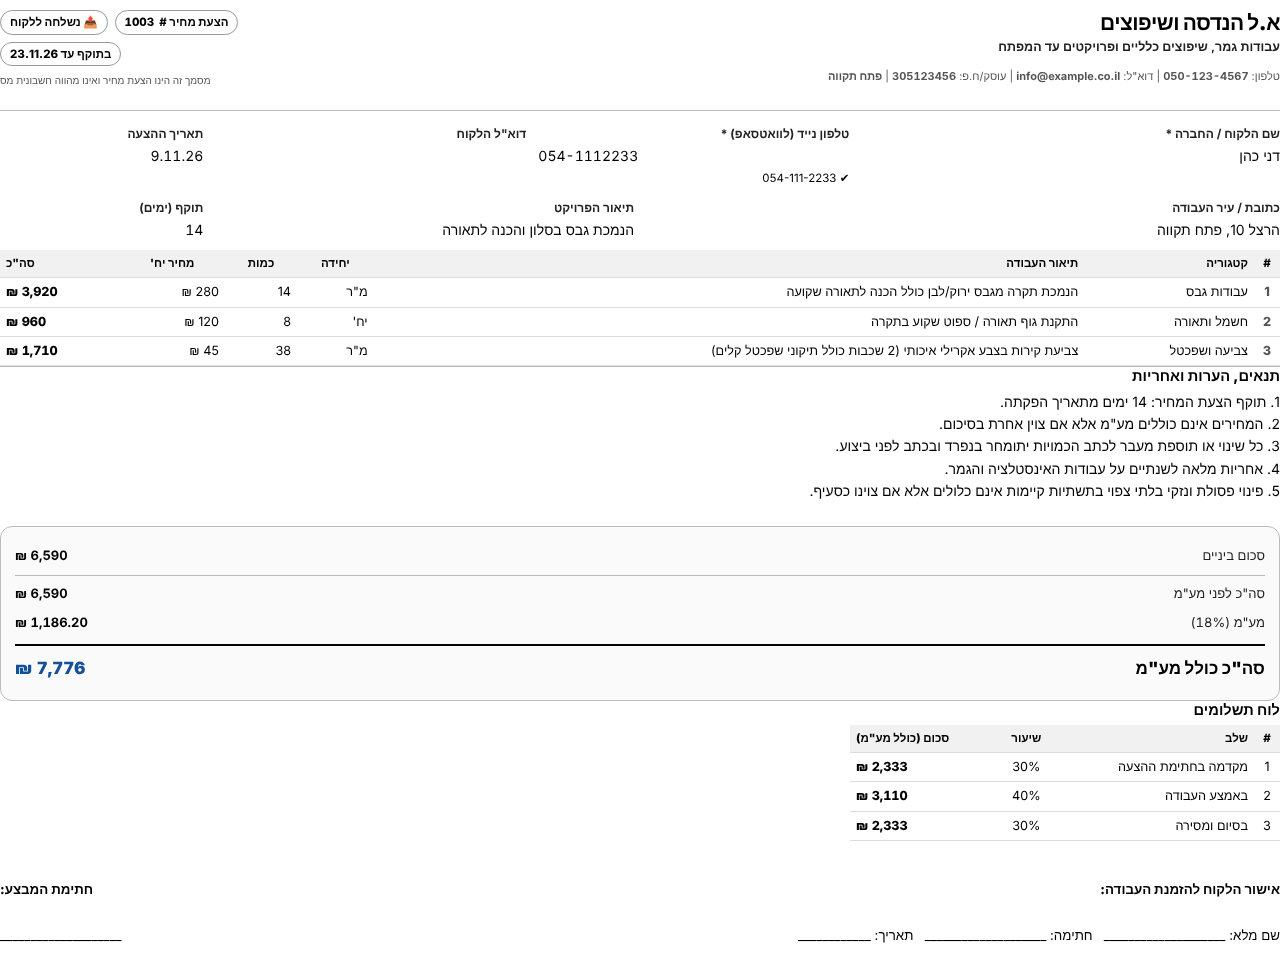 א.ל הנדסה ושיפוצים
עבודות גמר, שיפוצים כלליים ופרויקטים עד המפתח
טלפון: 050-123-4567 | דוא"ל: info@example.co.il | עוסק/ח.פ: 305123456 | פתח תקווה
הצעת מחיר # 1003 📤 נשלחה ללקוח
בתוקף עד 23.11.26
מסמך זה הינו הצעת מחיר ואינו מהווה חשבונית מס
שם הלקוח / החברה * טלפון נייד (לוואטסאפ) * דוא"ל הלקוח תאריך ההצעה
דני כהן 054-1112233 9.11.26
✔ 054-111-2233
כתובת / עיר העבודה תיאור הפרויקט תוקף (ימים)
הרצל 10, פתח תקווה הנמכת גבס בסלון והכנה לתאורה 14
# קטגוריה תיאור העבודה יחידה כמות מחיר יח' סה"כ
1 עבודות גבס הנמכת תקרה מגבס ירוק/לבן כולל הכנה לתאורה שקועה מ"ר 14 280 ₪ 3,920 ₪
2 חשמל ותאורה התקנת גוף תאורה / ספוט שקוע בתקרה יח' 8 120 ₪ 960 ₪
3 צביעה ושפכטל צביעת קירות בצבע אקרילי איכותי (2 שכבות כולל תיקוני שפכטל קלים) מ"ר 38 45 ₪ 1,710 ₪
תנאים, הערות ואחריות
1. תוקף הצעת המחיר: 14 ימים מתאריך הפקתה.
2. המחירים אינם כוללים מע"מ אלא אם צוין אחרת בסיכום.
3. כל שינוי או תוספת מעבר לכתב הכמויות יתומחר בנפרד ובכתב לפני ביצוע.
4. אחריות מלאה לשנתיים על עבודות האינסטלציה והגמר.
5. פינוי פסולת ונזקי בלתי צפוי בתשתיות קיימות אינם כלולים אלא אם צוינו כסעיף.
סכום ביניים 6,590 ₪
סה"כ לפני מע"מ 6,590 ₪
מע"מ (18%) 1,186.20 ₪
סה"כ כולל מע"מ 7,776 ₪
לוח תשלומים
# שלב שיעור סכום (כולל מע"מ)
1 מקדמה בחתימת ההצעה 30% 2,333 ₪
2 באמצע העבודה 40% 3,110 ₪
3 בסיום ומסירה 30% 2,333 ₪
אישור הלקוח להזמנת העבודה: חתימת המבצע:
שם מלא: ____________________ חתימה: ____________________ תאריך: ____________ ____________________